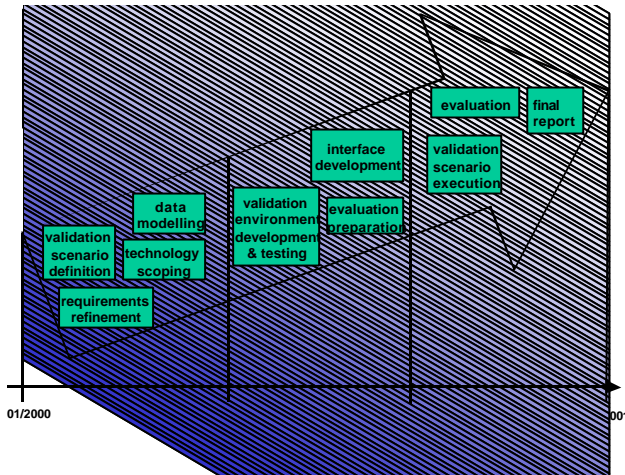 evaluation
final
report
interface
development
validation
scenario
execution
data
modelling
validation
environment
development
& testing
evaluation
preparation
validation
scenario
definition
technology
scoping
requirements
refinement
01/2000